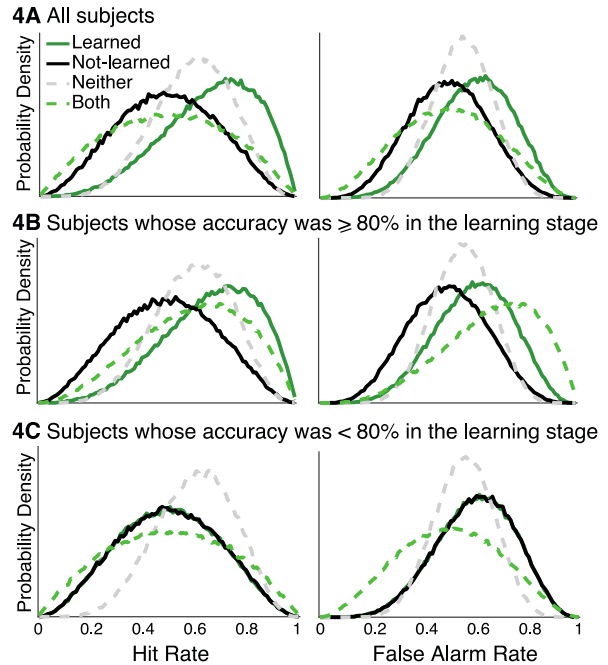 4A All subjects
Probability Density
Learned
Not-learned
Neither
Both
4B Subjects whose accuracy was ⩾ 80% in the learning stage
Probability Density
4C Subjects whose accuracy was < 80% in the learning stage
Probability Density
0 0.2 0.4 0.6 0.8 1 0 0.2 0.4 0.6 0.8 1
Hit Rate False Alarm Rate